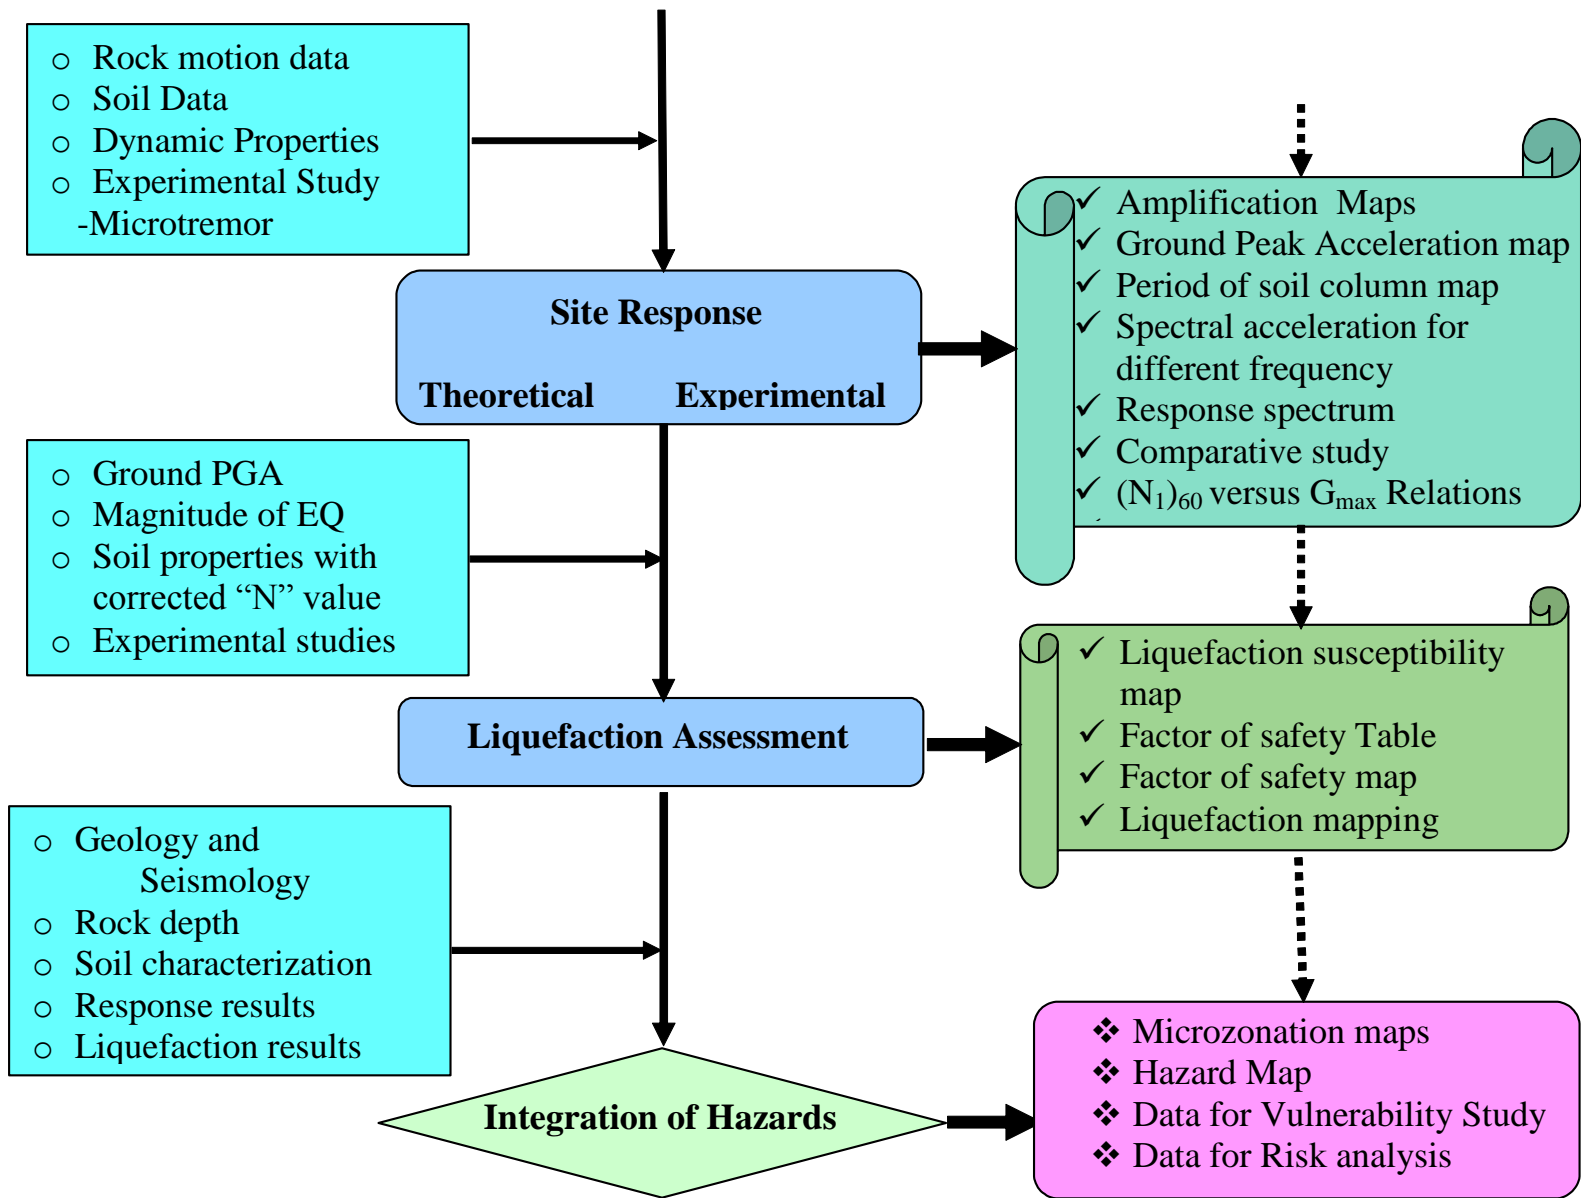 ○ Rock motion data
○ Soil Data
○ Dynamic Properties
○ Experimental Study
-Microtremor
✓ Amplification Maps
✓ Ground Peak Acceleration map
✓ Period of soil column map
✓ Spectral acceleration for
different frequency
✓ Response spectrum
✓ Comparative study
✓ (N₁)₆₀ versus Gₘₐₓ Relations
Site Response
Theoretical Experimental
○ Ground PGA
○ Magnitude of EQ
○ Soil properties with
corrected “N” value
○ Experimental studies
✓ Liquefaction susceptibility
map
✓ Factor of safety Table
✓ Factor of safety map
✓ Liquefaction mapping
Liquefaction Assessment
○ Geology and
Seismology
○ Rock depth
○ Soil characterization
○ Response results
○ Liquefaction results
❖ Microzonation maps
❖ Hazard Map
❖ Data for Vulnerability Study
❖ Data for Risk analysis
Integration of Hazards